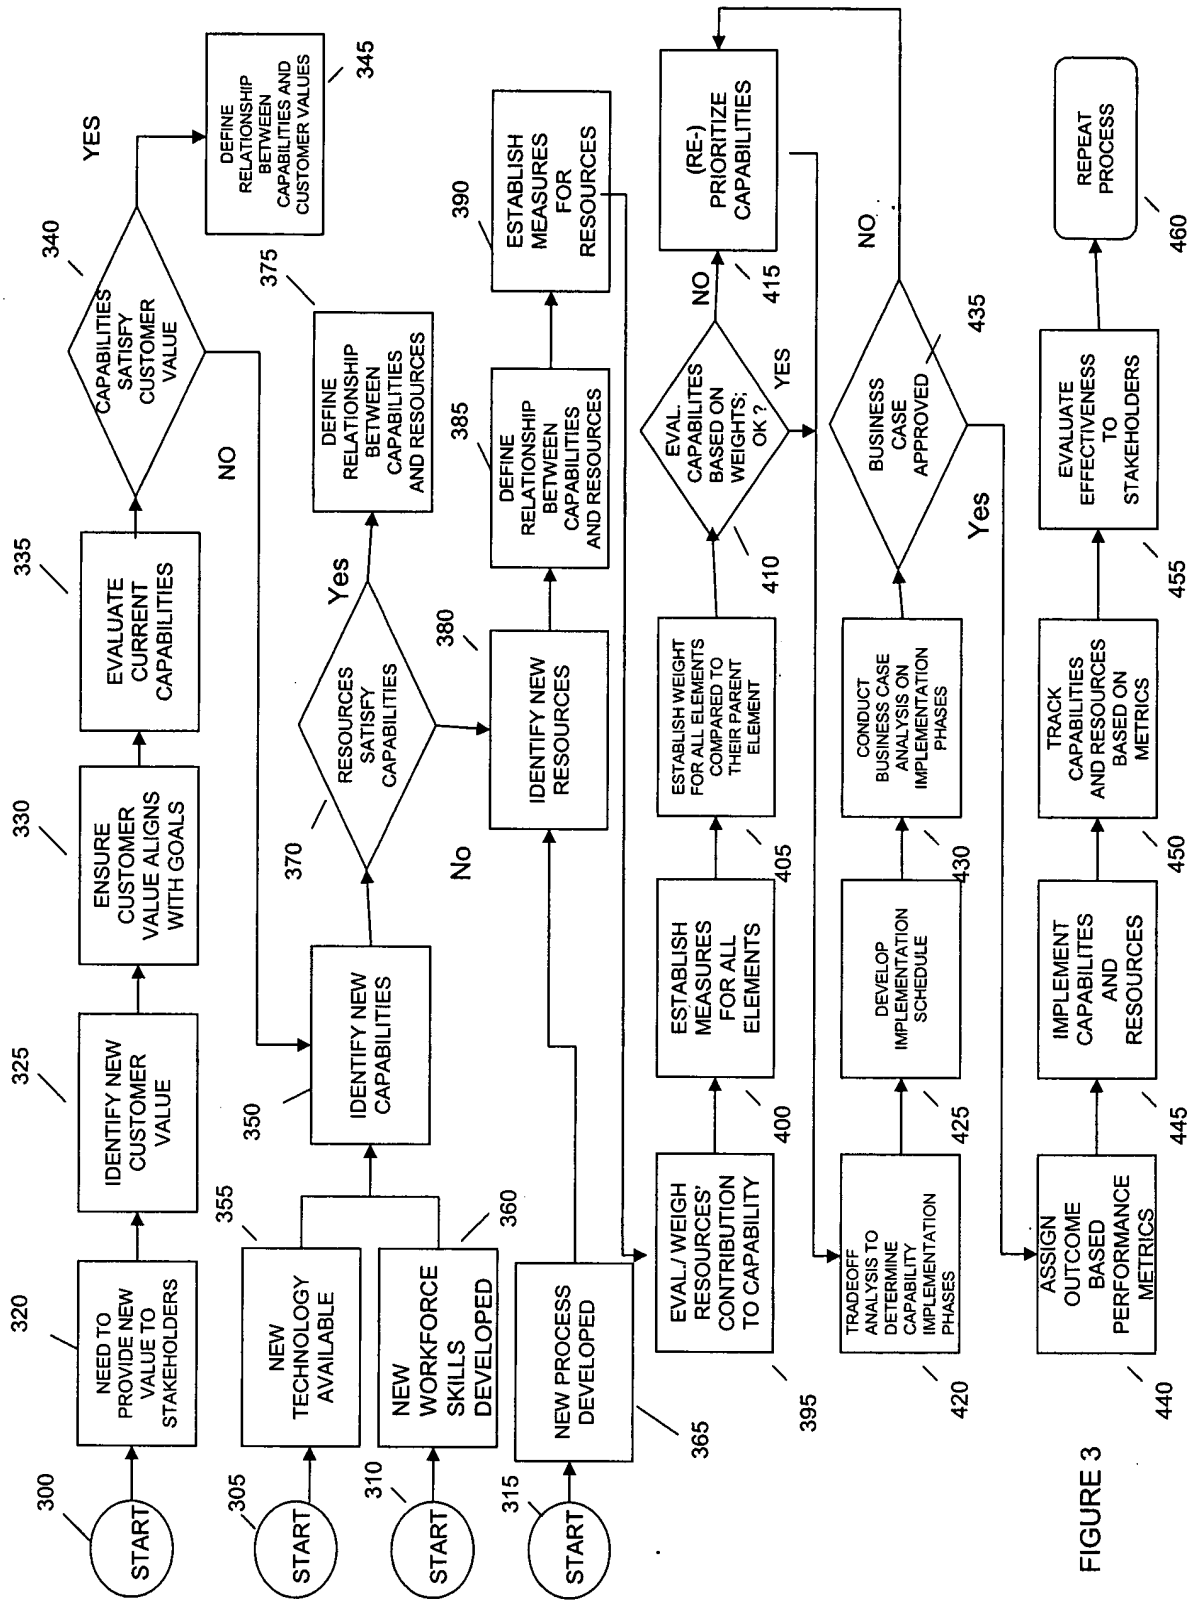 300
START
320
NEED TO
PROVIDE NEW
VALUE TO
STAKEHOLDERS
325
IDENTIFY NEW
CUSTOMER
VALUE
330
ENSURE
CUSTOMER
VALUE ALIGNS
WITH GOALS
335
EVALUATE
CURRENT
CAPABILITIES
340
CAPABILITIES
SATISFY
CUSTOMER
VALUE
YES
NO
DEFINE
RELATIONSHIP
BETWEEN
CAPABILITIES AND
CUSTOMER VALUES
345
305
START
355
NEW
TECHNOLOGY
AVAILABLE
310
START
360
NEW
WORKFORCE
SKILLS
DEVELOPED
350
IDENTIFY NEW
CAPABILITIES
370
RESOURCES
SATISFY
CAPABILITIES
Yes
No
375
DEFINE
RELATIONSHIP
BETWEEN
CAPABILITIES
AND RESOURCES
315
START
NEW PROCESS
DEVELOPED
365
380
IDENTIFY NEW
RESOURCES
385
DEFINE
RELATIONSHIP
BETWEEN
CAPABILITIES
AND RESOURCES
390
ESTABLISH
MEASURES
FOR
RESOURCES
EVAL./ WEIGH
RESOURCES'
CONTRIBUTION
TO CAPABILITY
395
ESTABLISH
MEASURES
FOR ALL
ELEMENTS
400
ESTABLISH WEIGHT
FOR ALL ELEMENTS
COMPARED TO
THEIR PARENT
ELEMENT
405
EVAL.
CAPABILITES
BASED ON
WEIGHTS;
OK ?
410
NO
YES
(RE-)
PRIORITIZE
CAPABILITIES
415
TRADEOFF
ANALYSIS TO
DETERMINE
CAPABILITY
IMPLEMENTATION
PHASES
420
DEVELOP
IMPLEMENTATION
SCHEDULE
425
CONDUCT
BUSINESS CASE
ANALYSIS ON
IMPLEMENTATION
PHASES
430
BUSINESS
CASE
APPROVED
435
NO
Yes
ASSIGN
OUTCOME
BASED
PERFORMANCE
METRICS
440
IMPLEMENT
CAPABILITES
AND
RESOURCES
445
TRACK
CAPABILITIES
AND RESOURCES
BASED ON
METRICS
450
EVALUATE
EFFECTIVENESS
TO
STAKEHOLDERS
455
REPEAT
PROCESS
460
FIGURE 3